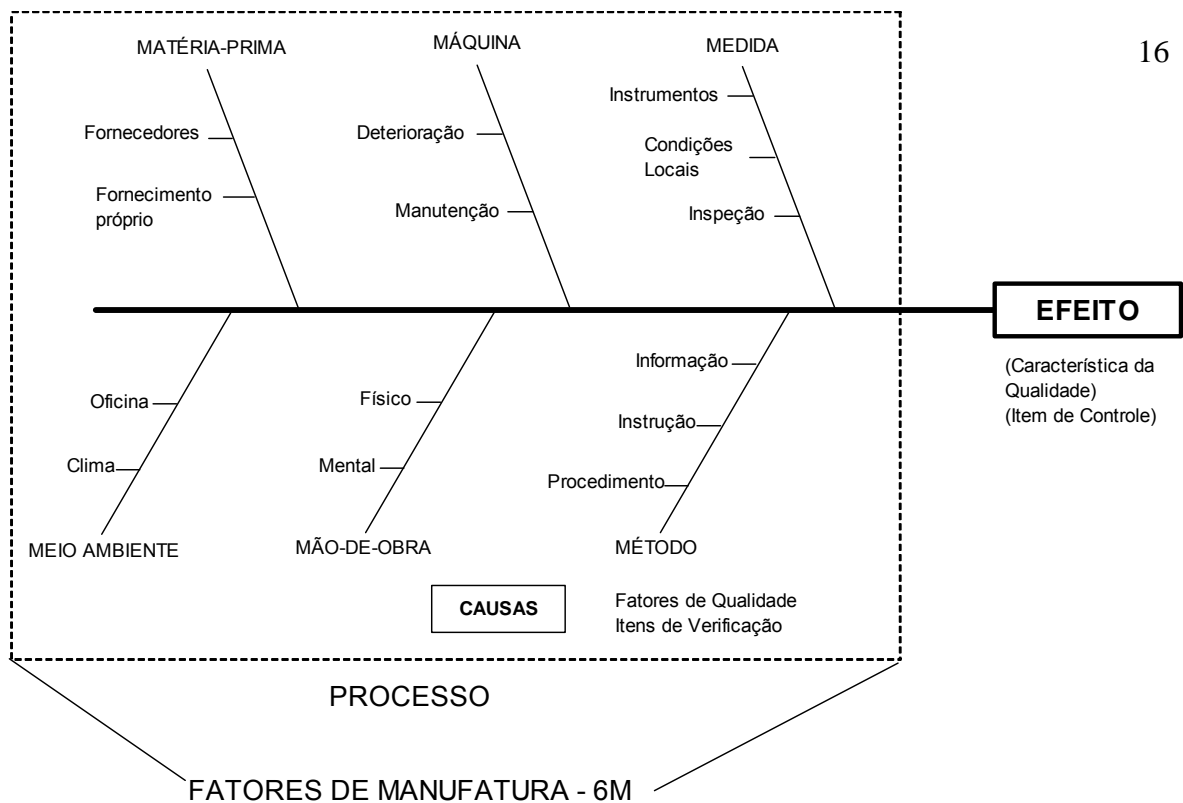 16
MATÉRIA-PRIMA
MÁQUINA
MEDIDA
Fornecedores
Fornecimento
próprio
Deterioração
Manutenção
Instrumentos
Condições
Locais
Inspeção
EFEITO
(Característica da
Qualidade)
(Item de Controle)
Oficina
Clima
MEIO AMBIENTE
Físico
Mental
MÃO-DE-OBRA
Informação
Instrução
Procedimento
MÉTODO
CAUSAS
Fatores de Qualidade
Itens de Verificação
PROCESSO
FATORES DE MANUFATURA - 6M